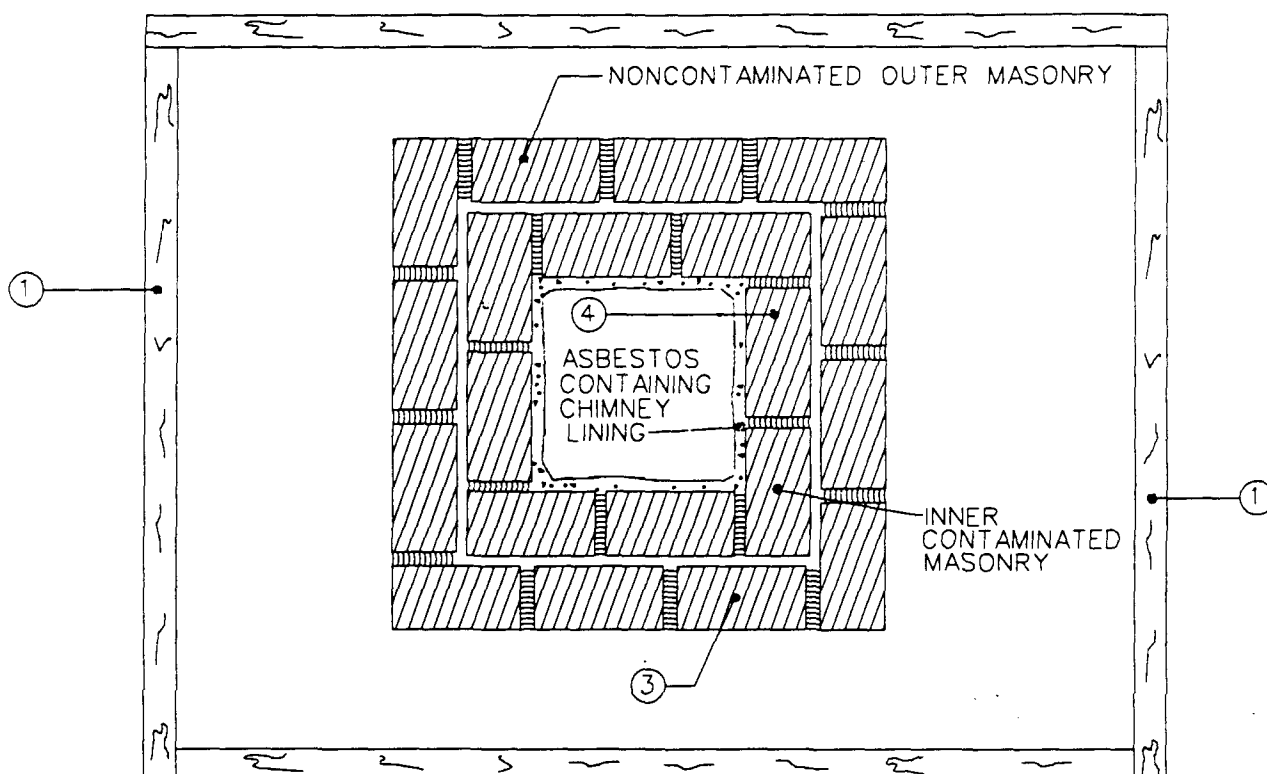 NONCONTAMINATED OUTER MASONRY
1
4
ASBESTOS
CONTAINING
CHIMNEY
LINING
1
INNER
CONTAMINATED
MASONRY
3